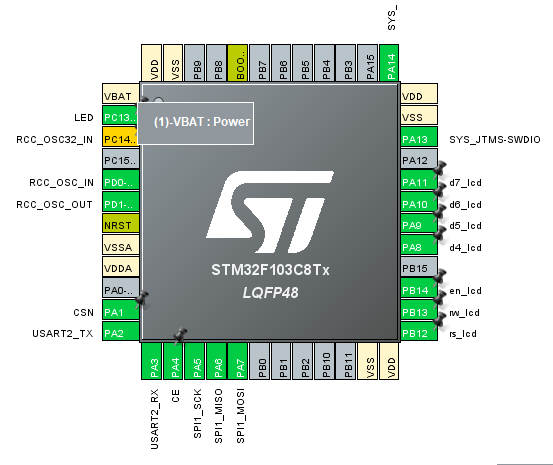 SYS_
VDD
VSS
PB9
PB8
BOO..
PB7
PB6
PB5
PB4
PB3
PA15
PA14
VBAT
LED PC13..
RCC_OSC32_IN PC14..
PC15..
RCC_OSC_IN PD0-..
RCC_OSC_OUT PD1-..
NRST
VSSA
VDDA
PA0-..
CSN PA1
USART2_TX PA2
(1)-VBAT : Power
ST
STM32F103C8Tx
LQFP48
VDD
VSS
PA13 SYS_JTMS-SWDIO
PA12
PA11 d7_lcd
PA10 d6_lcd
PA9 d5_lcd
PA8 d4_lcd
PB15
PB14 en_lcd
PB13 rw_lcd
PB12 rs_lcd
PA3
PA4
PA5
PA6
PA7
PB0
PB1
PB2
PB10
PB11
VSS
VDD
USART2_RX
CE
SPI1_SCK
SPI1_MISO
SPI1_MOSI